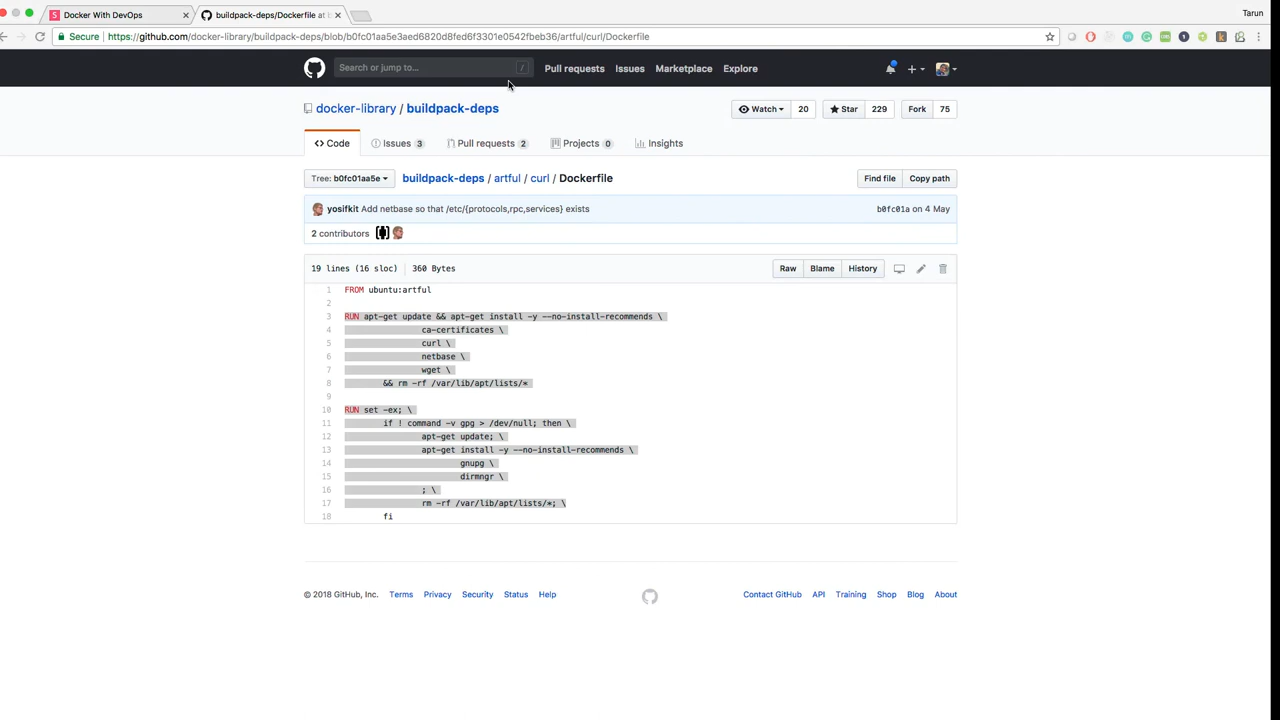 Docker With DevOps
buildpack-deps/Dockerfile at
Tarun
Secure https://github.com/docker-library/buildpack-deps/blob/b0fc01aa5e3aed6820d8fed6f3301e0542fbeb36/artful/curl/Dockerfile
Search or jump to... /
Pull requests Issues Marketplace Explore
docker-library / buildpack-deps
Watch 20 Star 229 Fork 75
<> Code Issues 3 Pull requests 2 Projects 0 Insights
Tree: b0fc01aa5e buildpack-deps / artful / curl / Dockerfile Find file Copy path
yosifkit Add netbase so that /etc/{protocols,rpc,services} exists b0fc01a on 4 May
2 contributors
19 lines (16 sloc) 360 Bytes Raw Blame History
1 FROM ubuntu:artful
2
3 RUN apt-get update && apt-get install -y --no-install-recommends \
4 ca-certificates \
5 curl \
6 netbase \
7 wget \
8 && rm -rf /var/lib/apt/lists/*
9
10 RUN set -ex; \
11 if ! command -v gpg > /dev/null; then \
12 apt-get update; \
13 apt-get install -y --no-install-recommends \
14 gnupg \
15 dirmngr \
16 ; \
17 rm -rf /var/lib/apt/lists/*; \
18 fi
© 2018 GitHub, Inc. Terms Privacy Security Status Help Contact GitHub API Training Shop Blog About